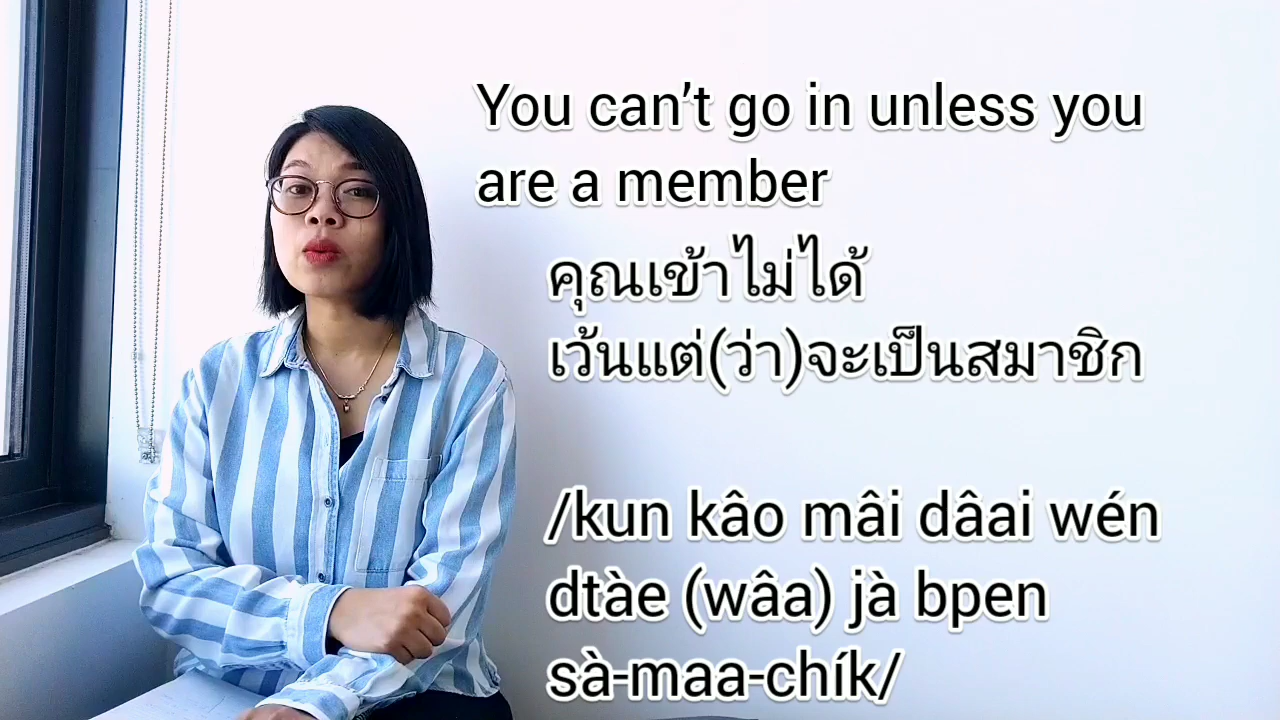 You can’t go in unless you
are a member
คุณเข้าไม่ได้
เว้นแต่(ว่า)จะเป็นสมาชิก
/kun kâo mâi dâai wén
dtàe (wâa) jà bpen
sà-maa-chík/